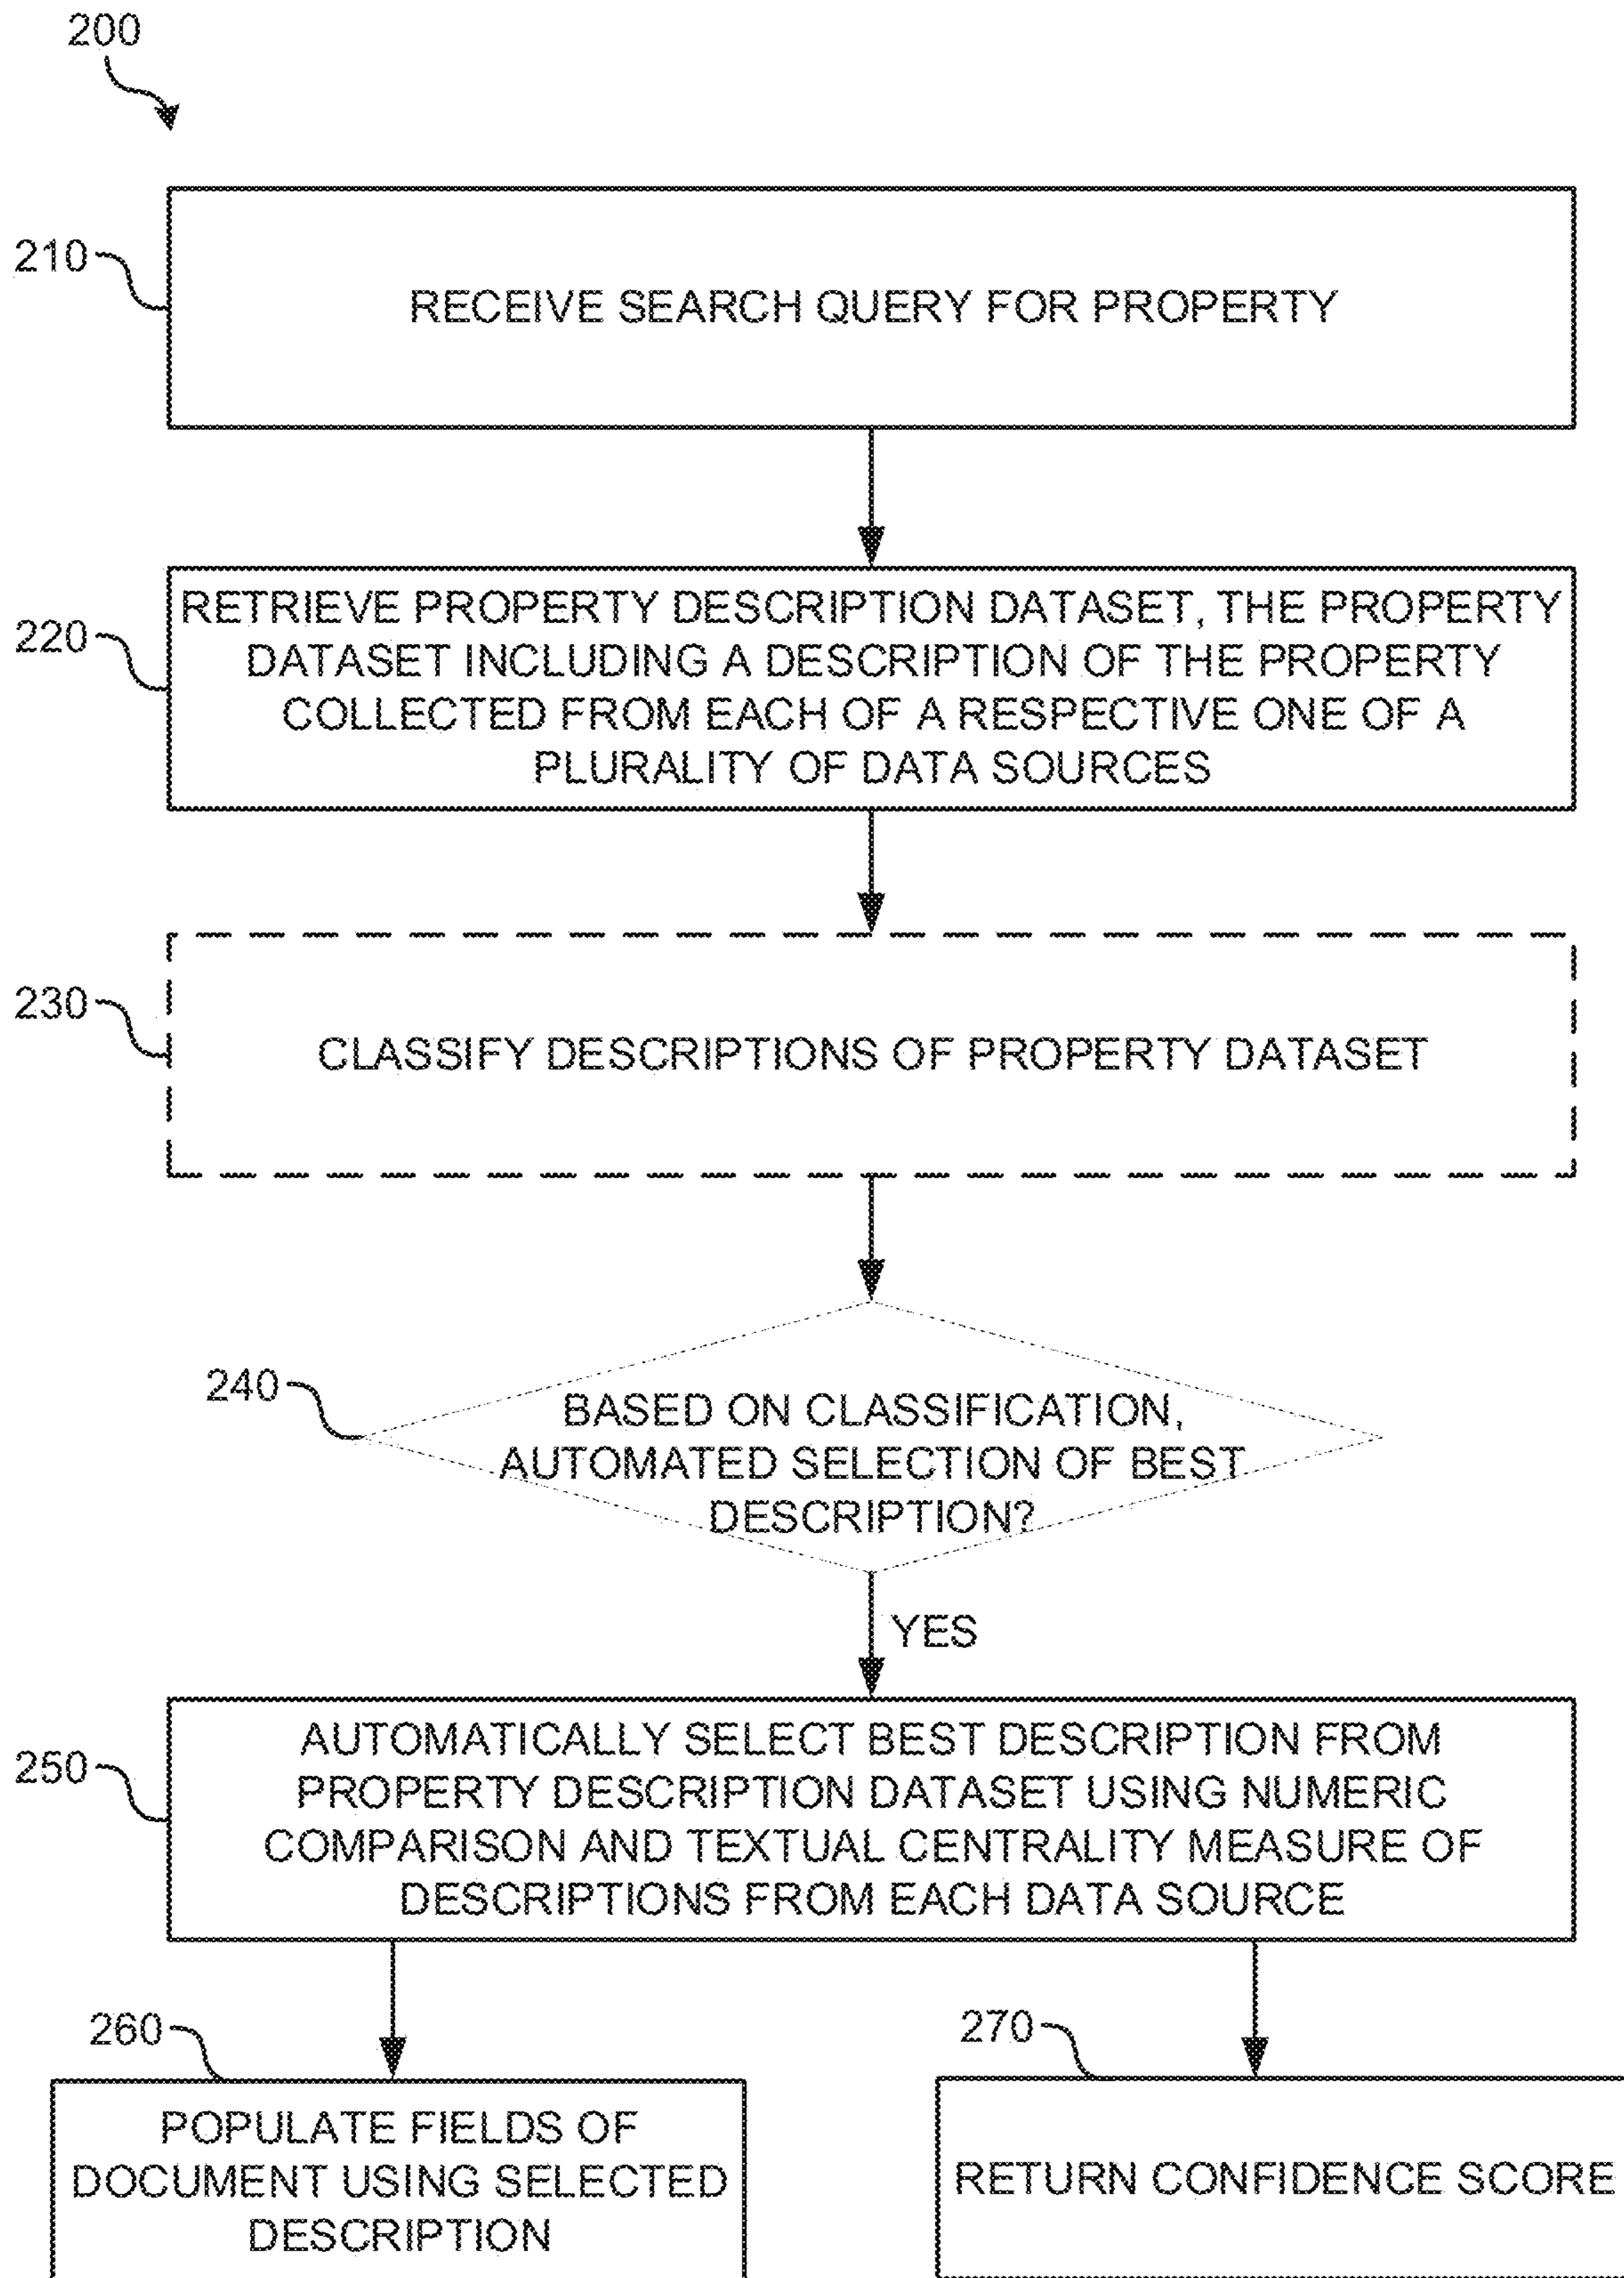 200
210
RECEIVE SEARCH QUERY FOR PROPERTY
220
RETRIEVE PROPERTY DESCRIPTION DATASET, THE PROPERTY
DATASET INCLUDING A DESCRIPTION OF THE PROPERTY
COLLECTED FROM EACH OF A RESPECTIVE ONE OF A
PLURALITY OF DATA SOURCES
230
CLASSIFY DESCRIPTIONS OF PROPERTY DATASET
240
BASED ON CLASSIFICATION,
AUTOMATED SELECTION OF BEST
DESCRIPTION?
YES
250
AUTOMATICALLY SELECT BEST DESCRIPTION FROM
PROPERTY DESCRIPTION DATASET USING NUMERIC
COMPARISON AND TEXTUAL CENTRALITY MEASURE OF
DESCRIPTIONS FROM EACH DATA SOURCE
260
POPULATE FIELDS OF
DOCUMENT USING SELECTED
DESCRIPTION
270
RETURN CONFIDENCE SCORE